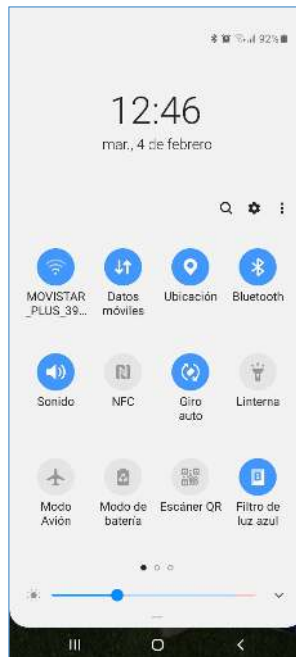 92%
12:46
mar., 4 de febrero
MOVISTAR
_PLUS_39...
Datos
móviles
Ubicación
Bluetooth
Sonido
NFC
Giro
auto
Linterna
Modo
Avión
Modo de
batería
Escáner QR
Filtro de
luz azul